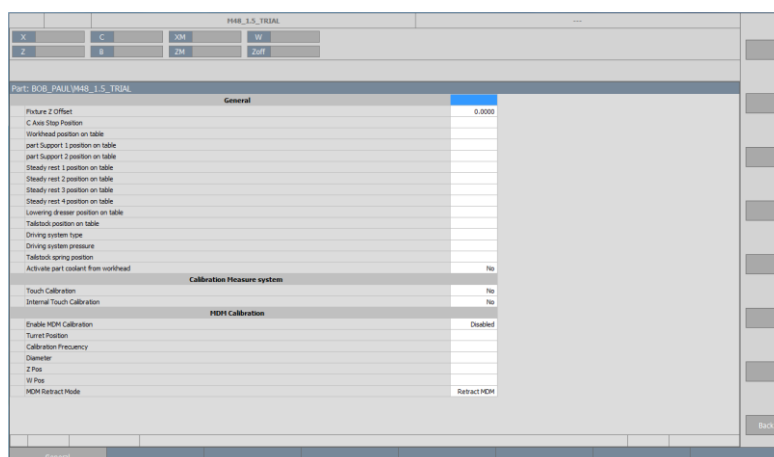 M48_1.5_TRIAL ---
X C XM W
Z B ZM Zoff
Part: BOB_PAUL\M48_1.5_TRIAL
General
Fixture Z Offset 0.0000
C Axis Stop Position
Workhead position on table
part Support 1 position on table
part Support 2 position on table
Steady rest 1 position on table
Steady rest 2 position on table
Steady rest 3 position on table
Steady rest 4 position on table
Lowering dresser position on table
Tailstock position on table
Driving system type
Driving system pressure
Tailstock spring position
Activate part coolant from workhead No
Calibration Measure system
Touch Calibration No
Internal Touch Calibration No
MDM Calibration
Enable MDM Calibration Disabled
Turret Position
Calibration Frecuency
Diameter
Z Pos
W Pos
MDM Retract Mode Retract MDM
Back
General